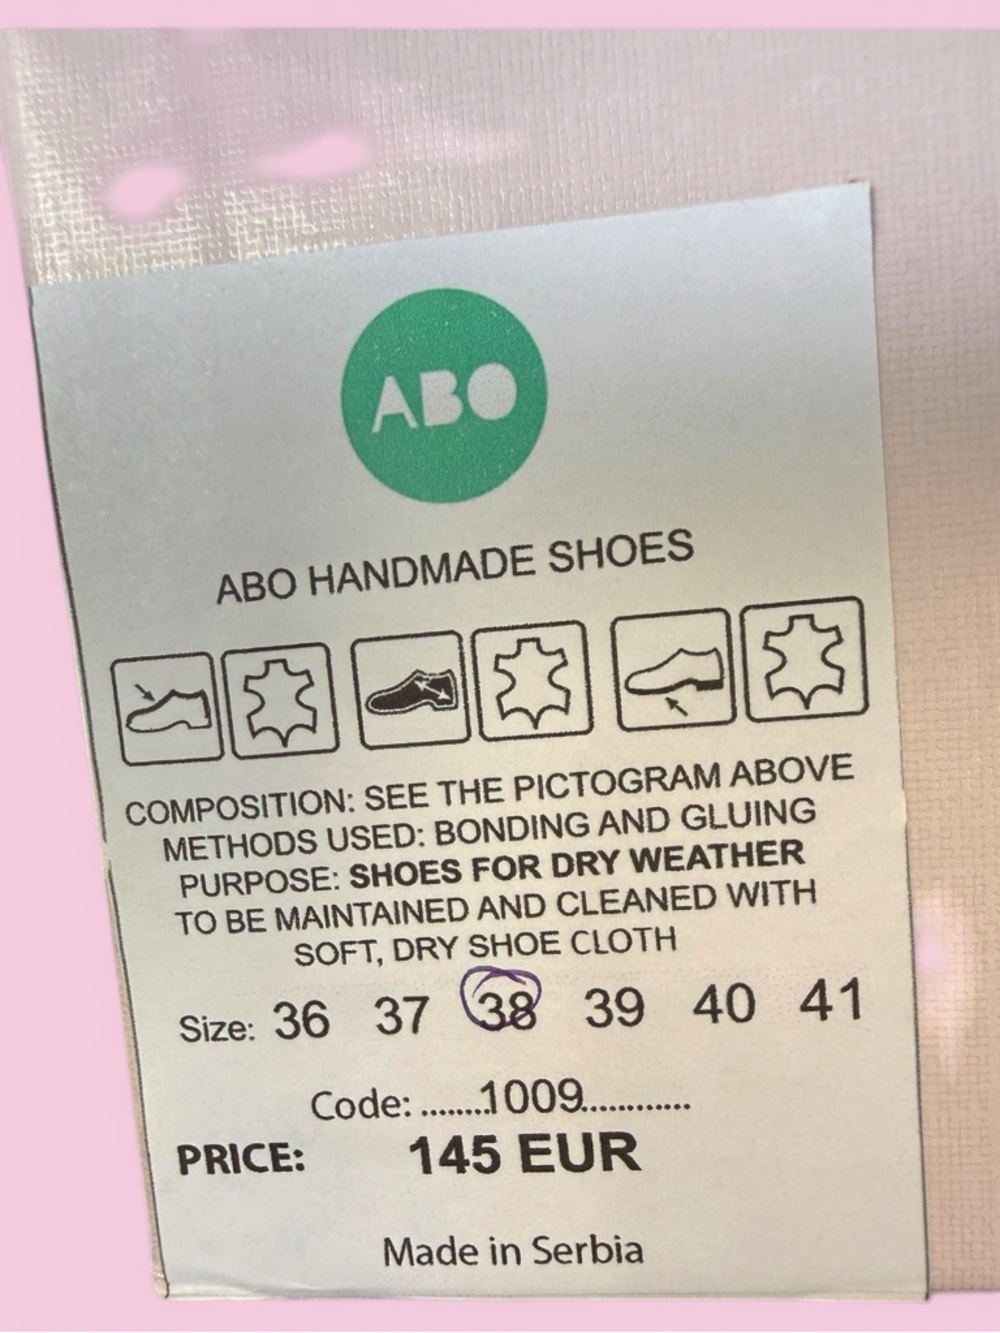 ABO
ABO HANDMADE SHOES
COMPOSITION: SEE THE PICTOGRAM ABOVE
METHODS USED: BONDING AND GLUING
PURPOSE: SHOES FOR DRY WEATHER
TO BE MAINTAINED AND CLEANED WITH
SOFT, DRY SHOE CLOTH
Size: 36 37 38 39 40 41
Code: ........1009............
PRICE: 145 EUR
Made in Serbia